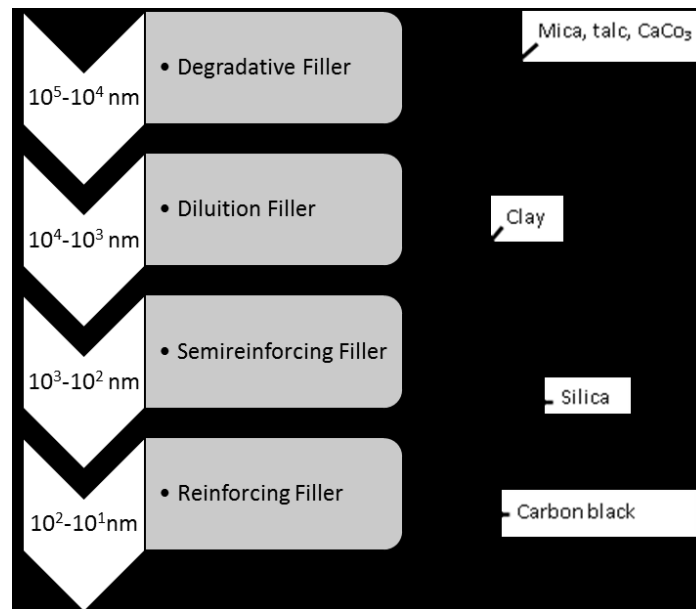 10⁵-10⁴ nm
• Degradative Filler
Mica, talc, CaCo₃
10⁴-10³ nm
• Diluition Filler
Clay
10³-10² nm
• Semireinforcing Filler
Silica
10²-10¹nm
• Reinforcing Filler
Carbon black